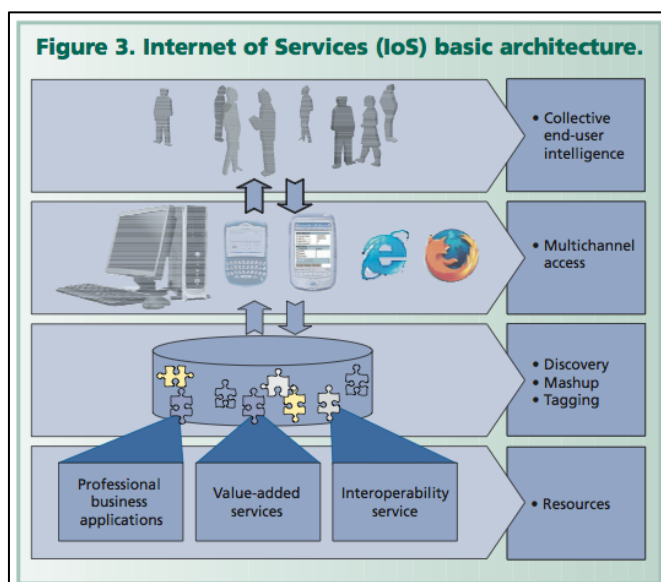 Figure 3. Internet of Services (IoS) basic architecture.
• Collective
end-user
intelligence
• Multichannel
access
• Discovery
• Mashup
• Tagging
Professional
business
applications
Value-added
services
Interoperability
service
• Resources